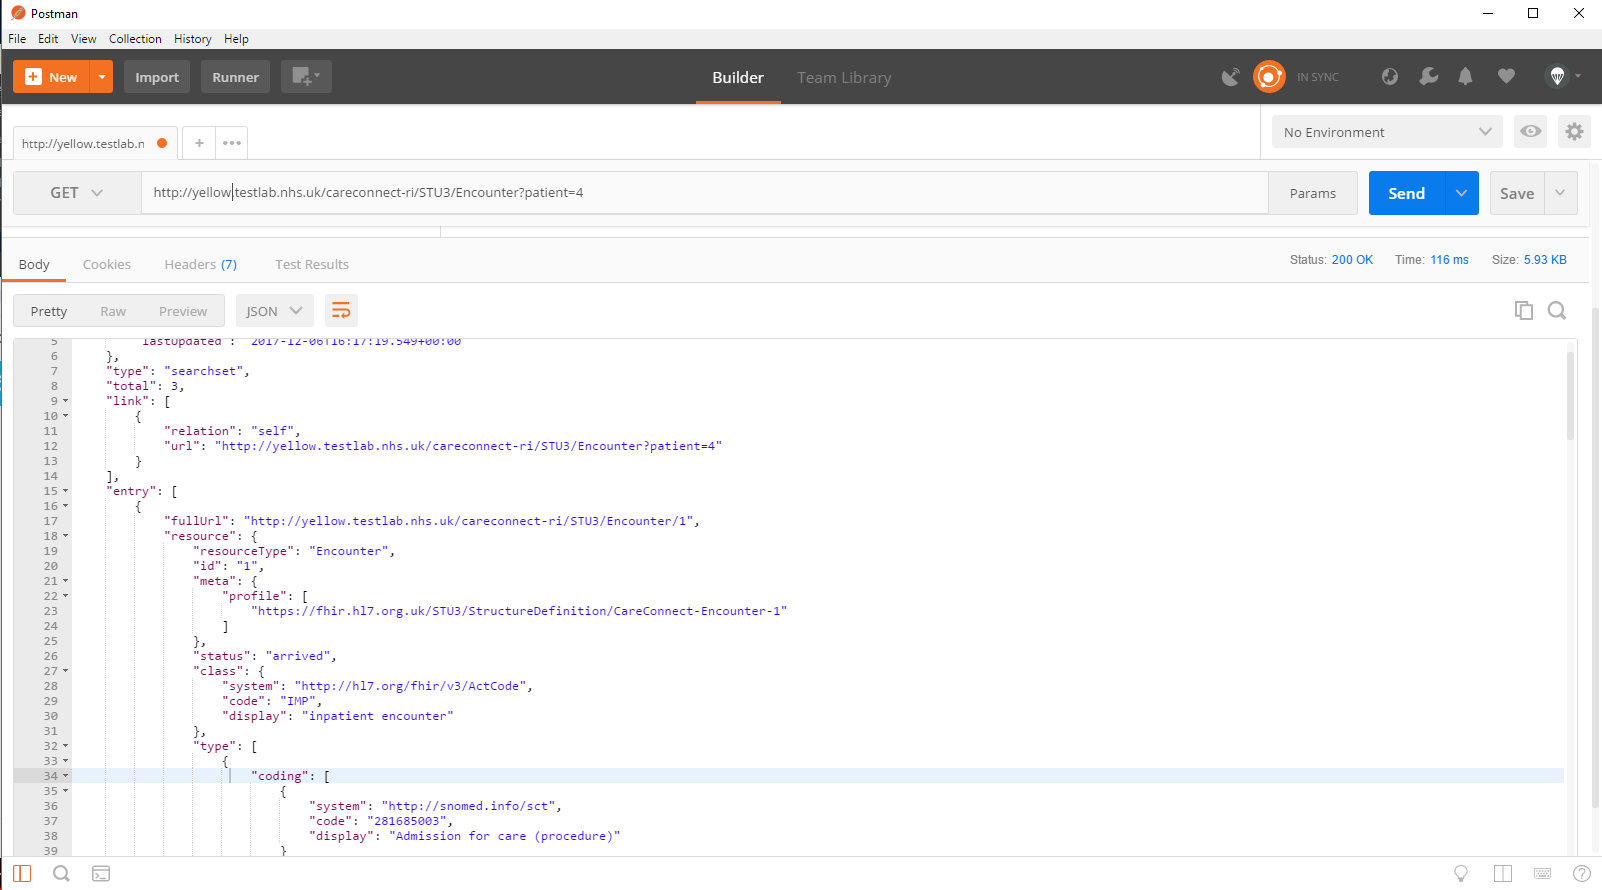 Postman
File Edit View Collection History Help
New Import Runner Builder Team Library IN SYNC
http://yellow.testlab.n + ••• No Environment
GET http://yellow.testlab.nhs.uk/careconnect-ri/STU3/Encounter?patient=4 Params Send Save
Body Cookies Headers (7) Test Results Status: 200 OK Time: 116 ms Size: 5.93 KB
Pretty Raw Preview JSON
5 "lastUpdated": "2017-12-06T16:17:19.549+00:00"
6 },
7 "type": "searchset",
8 "total": 3,
9 "link": [
10 {
11 "relation": "self",
12 "url": "http://yellow.testlab.nhs.uk/careconnect-ri/STU3/Encounter?patient=4"
13 }
14 ],
15 "entry": [
16 {
17 "fullUrl": "http://yellow.testlab.nhs.uk/careconnect-ri/STU3/Encounter/1",
18 "resource": {
19 "resourceType": "Encounter",
20 "id": "1",
21 "meta": {
22 "profile": [
23 "https://fhir.hl7.org.uk/STU3/StructureDefinition/CareConnect-Encounter-1"
24 ]
25 },
26 "status": "arrived",
27 "class": {
28 "system": "http://hl7.org/fhir/v3/ActCode",
29 "code": "IMP",
30 "display": "inpatient encounter"
31 },
32 "type": [
33 {
34 "coding": [
35 {
36 "system": "http://snomed.info/sct",
37 "code": "281685003",
38 "display": "Admission for care (procedure)"
39 }